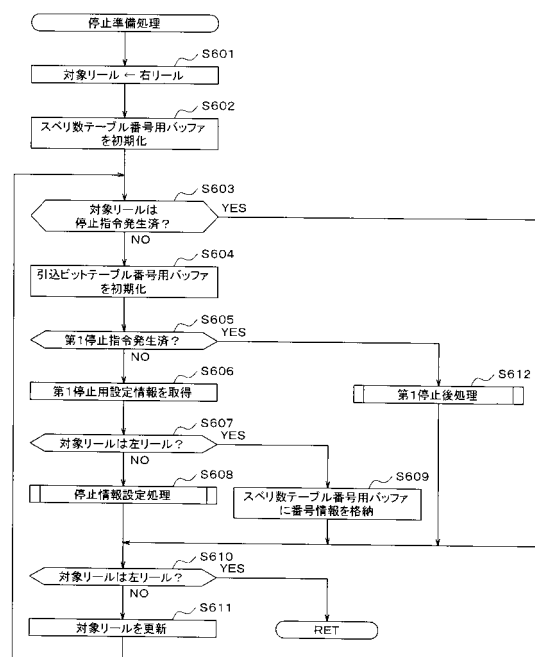 停止準備処理
S601
対象リール ← 右リール
S602
スベリ数テーブル番号用バッファ
を初期化
S603
対象リールは
停止指令発生済？
YES
NO
S604
引込ビットテーブル番号用バッファ
を初期化
S605
第1停止指令発生済？
YES
NO
S606
第1停止用設定情報を取得
S612
第1停止後処理
S607
対象リールは左リール？
YES
NO
S608
停止情報設定処理
S609
スベリ数テーブル番号用バッファ
に番号情報を格納
S610
対象リールは左リール？
YES
NO
S611
対象リールを更新
RET